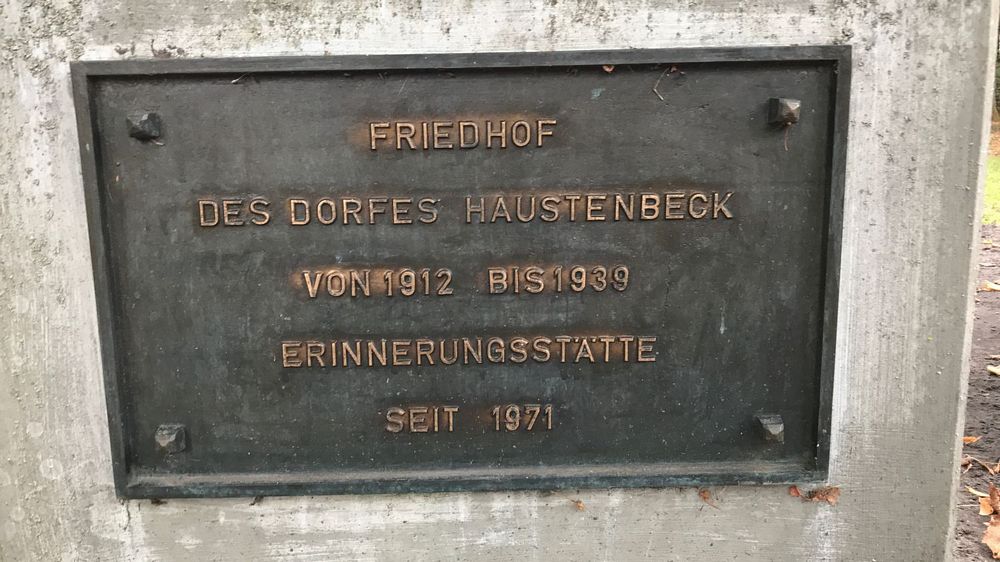 FRIEDHOF
DES DORFES HAUSTENBECK
VON 1912 BIS 1939
ERINNERUNGSSTÄTTE
SEIT 1971